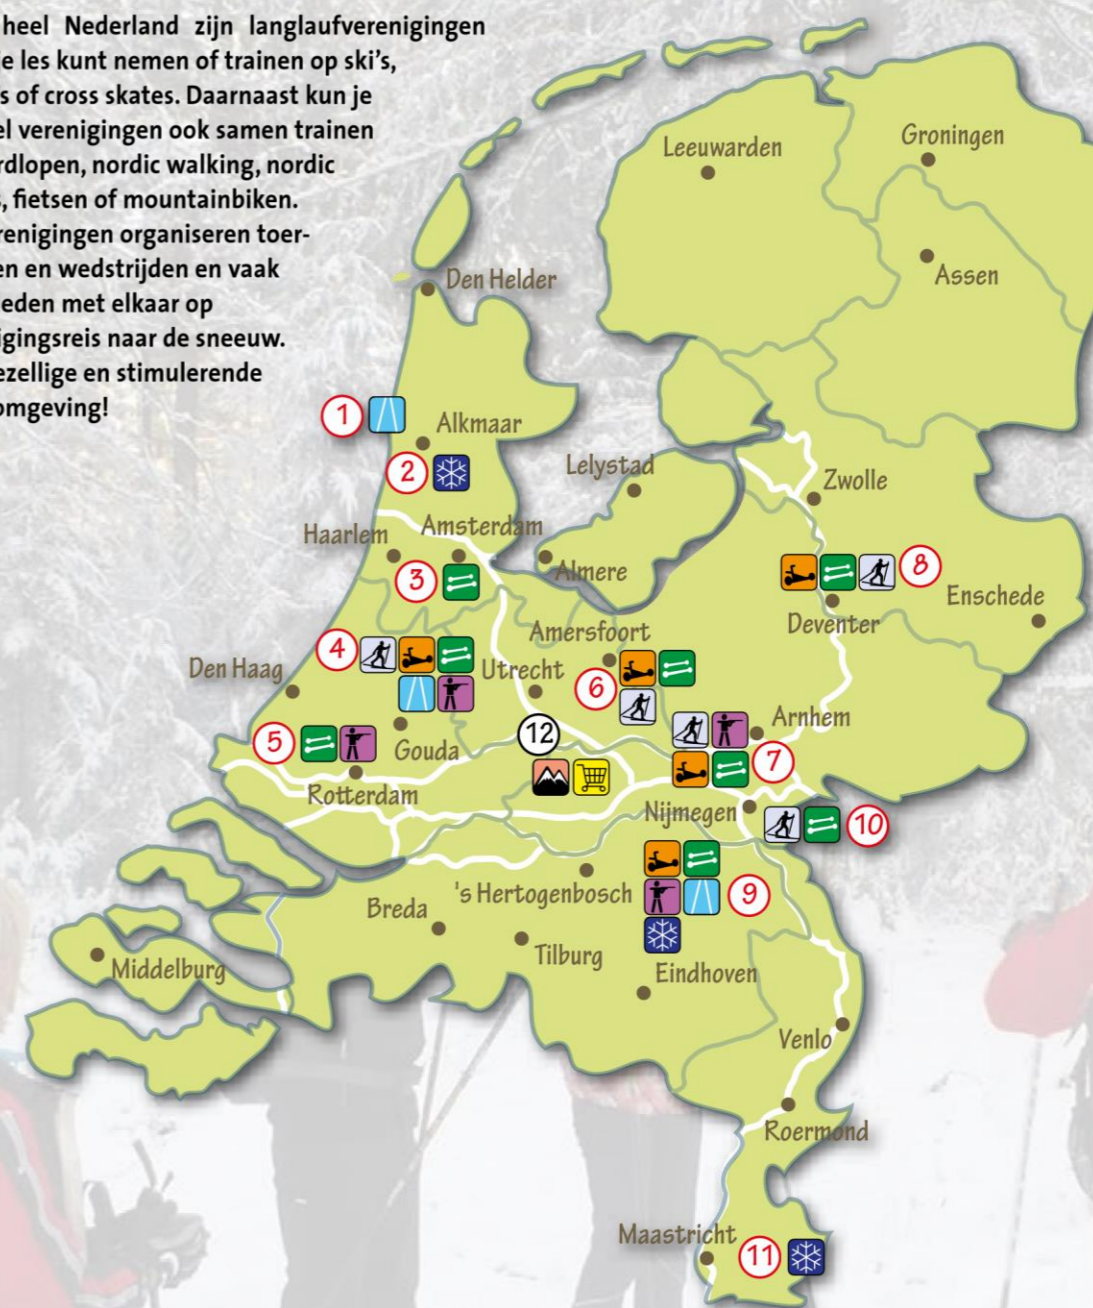 heel Nederland zijn langlaufverenigingen
je les kunt nemen of trainen op ski's,
s of cross skates. Daarnaast kun je
el verenigingen ook samen trainen
rdlopen, nordic walking, nordic
s, fietsen of mountainbiken.
renigingen organiseren toer-
en en wedstrijden en vaak
eden met elkaar op
igingsreis naar de sneeuw.
ezellige en stimulerende
omgeving!
Leeuwarden
Groningen
Assen
Den Helder
1
Alkmaar
2
Lelystad
Zwolle
Haarlem
Amsterdam
3
Almere
8
Enschede
Deventer
Amersfoort
4
Den Haag
Utrecht
6
Arnhem
5
Gouda
12
7
Rotterdam
Nijmegen
10
's Hertogenbosch
9
Breda
Tilburg
Middelburg
Eindhoven
Venlo
Roermond
Maastricht
11